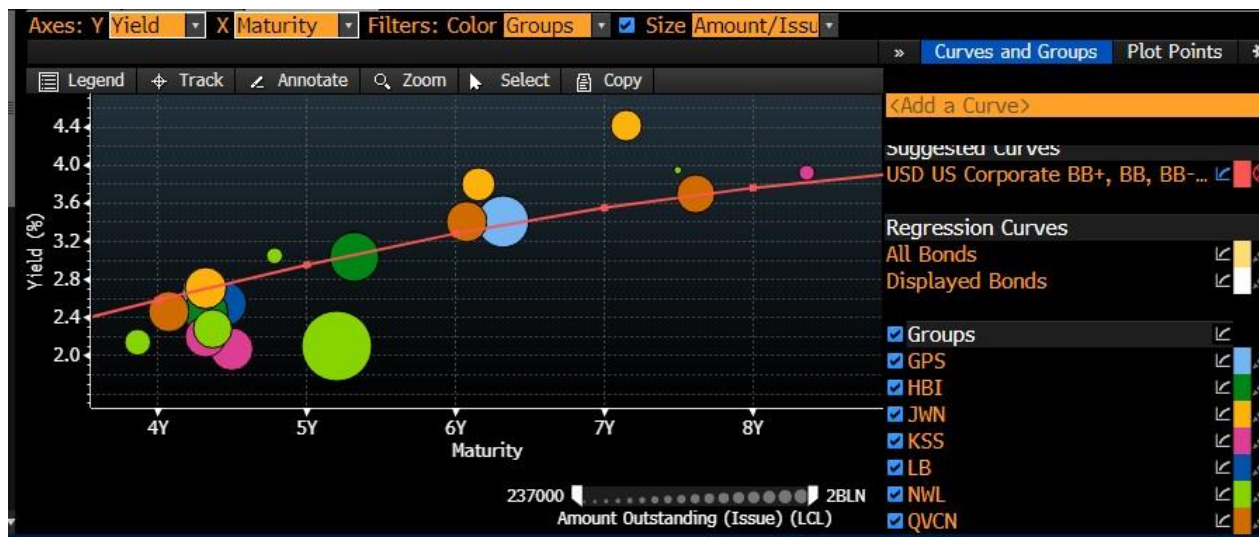 Axes: Y Yield X Maturity Filters: Color Groups Size Amount/Issu
» Curves and Groups Plot Points
Legend Track Annotate Zoom Select Copy
<Add a Curve>
Suggested Curves
USD US Corporate BB+, BB, BB-...
Regression Curves
All Bonds
Displayed Bonds
Groups
GPS
HBI
JWN
KSS
LB
NWL
QVCN
Yield (%)
4.4
4.0
3.6
3.2
2.8
2.4
2.0
4Y 5Y 6Y 7Y 8Y
Maturity
237000 2BLN
Amount Outstanding (Issue) (LCL)